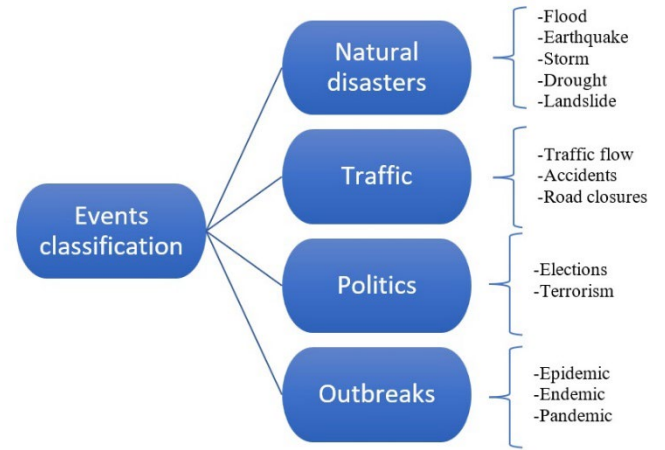 Events
classification
Natural
disasters
-Flood
-Earthquake
-Storm
-Drought
-Landslide
Traffic
-Traffic flow
-Accidents
-Road closures
Politics
-Elections
-Terrorism
Outbreaks
-Epidemic
-Endemic
-Pandemic